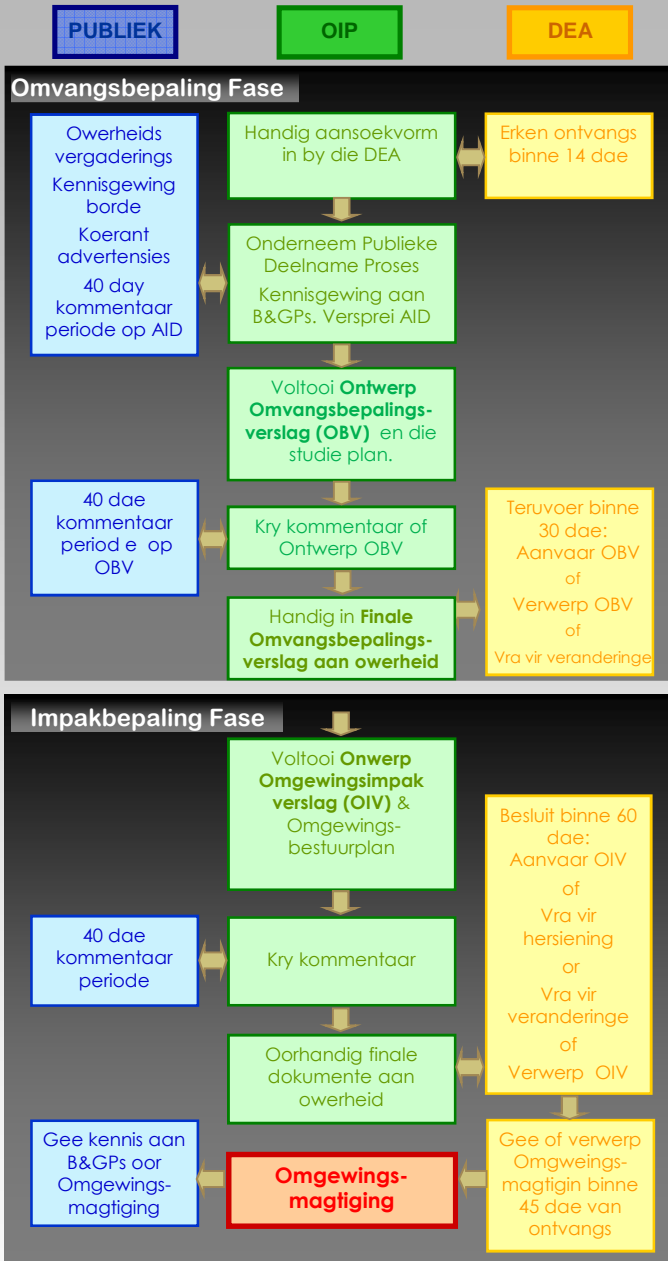 PUBLIEK
OIP
DEA
Omvangsbepaling Fase
Owerheids
vergaderings
Kennisgewing
borde
Koerant
advertensies
40 day
kommentaar
periode op AID
Handig aansoekvorm
in by die DEA
Erken ontvangs
binne 14 dae
Onderneem Publieke
Deelname Proses
Kennisgewing aan
B&GPs. Versprei AID
Voltooi Ontwerp
Omvangsbepalings-
verslag (OBV) en die
studie plan.
40 dae
kommentaar
period e op
OBV
Kry kommentaar of
Ontwerp OBV
Teruvoer binne
30 dae:
Aanvaar OBV
of
Verwerp OBV
of
Vra vir veranderinge
Handig in Finale
Omvangsbepalings-
verslag aan owerheid
Impakbepaling Fase
Voltooi Onwerp
Omgewingsimpak
verslag (OIV) &
Omgewings-
bestuurplan
Besluit binne 60
dae:
Aanvaar OIV
of
Vra vir
hersiening
or
Vra vir
veranderinge
of
Verwerp OIV
40 dae
kommentaar
periode
Kry kommentaar
Oorhandig finale
dokumente aan
owerheid
Gee kennis aan
B&GPs oor
Omgewings-
magtiging
Omgewings-
magtiging
Gee of verwerp
Omgweings-
magtigin binne
45 dae van
ontvangs